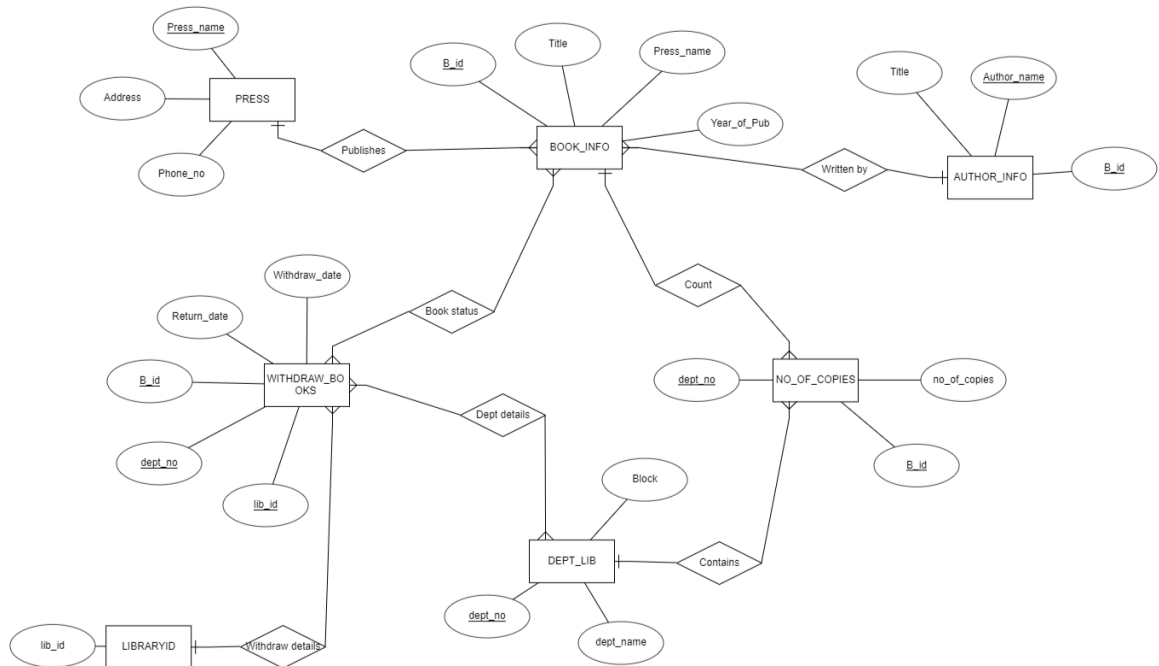 Press_name
Title
Press_name
B_id
Title
Author_name
Address
PRESS
Year_of_Pub
Publishes
BOOK_INFO
Phone_no
Written by
AUTHOR_INFO
B_id
Withdraw_date
Count
Return_date
Book status
B_id
WITHDRAW_BO
OKS
dept_no
NO_OF_COPIES
no_of_copies
Dept details
dept_no
B_id
lib_id
Block
DEPT_LIB
Contains
dept_no
dept_name
lib_id
LIBRARYID
Withdraw details